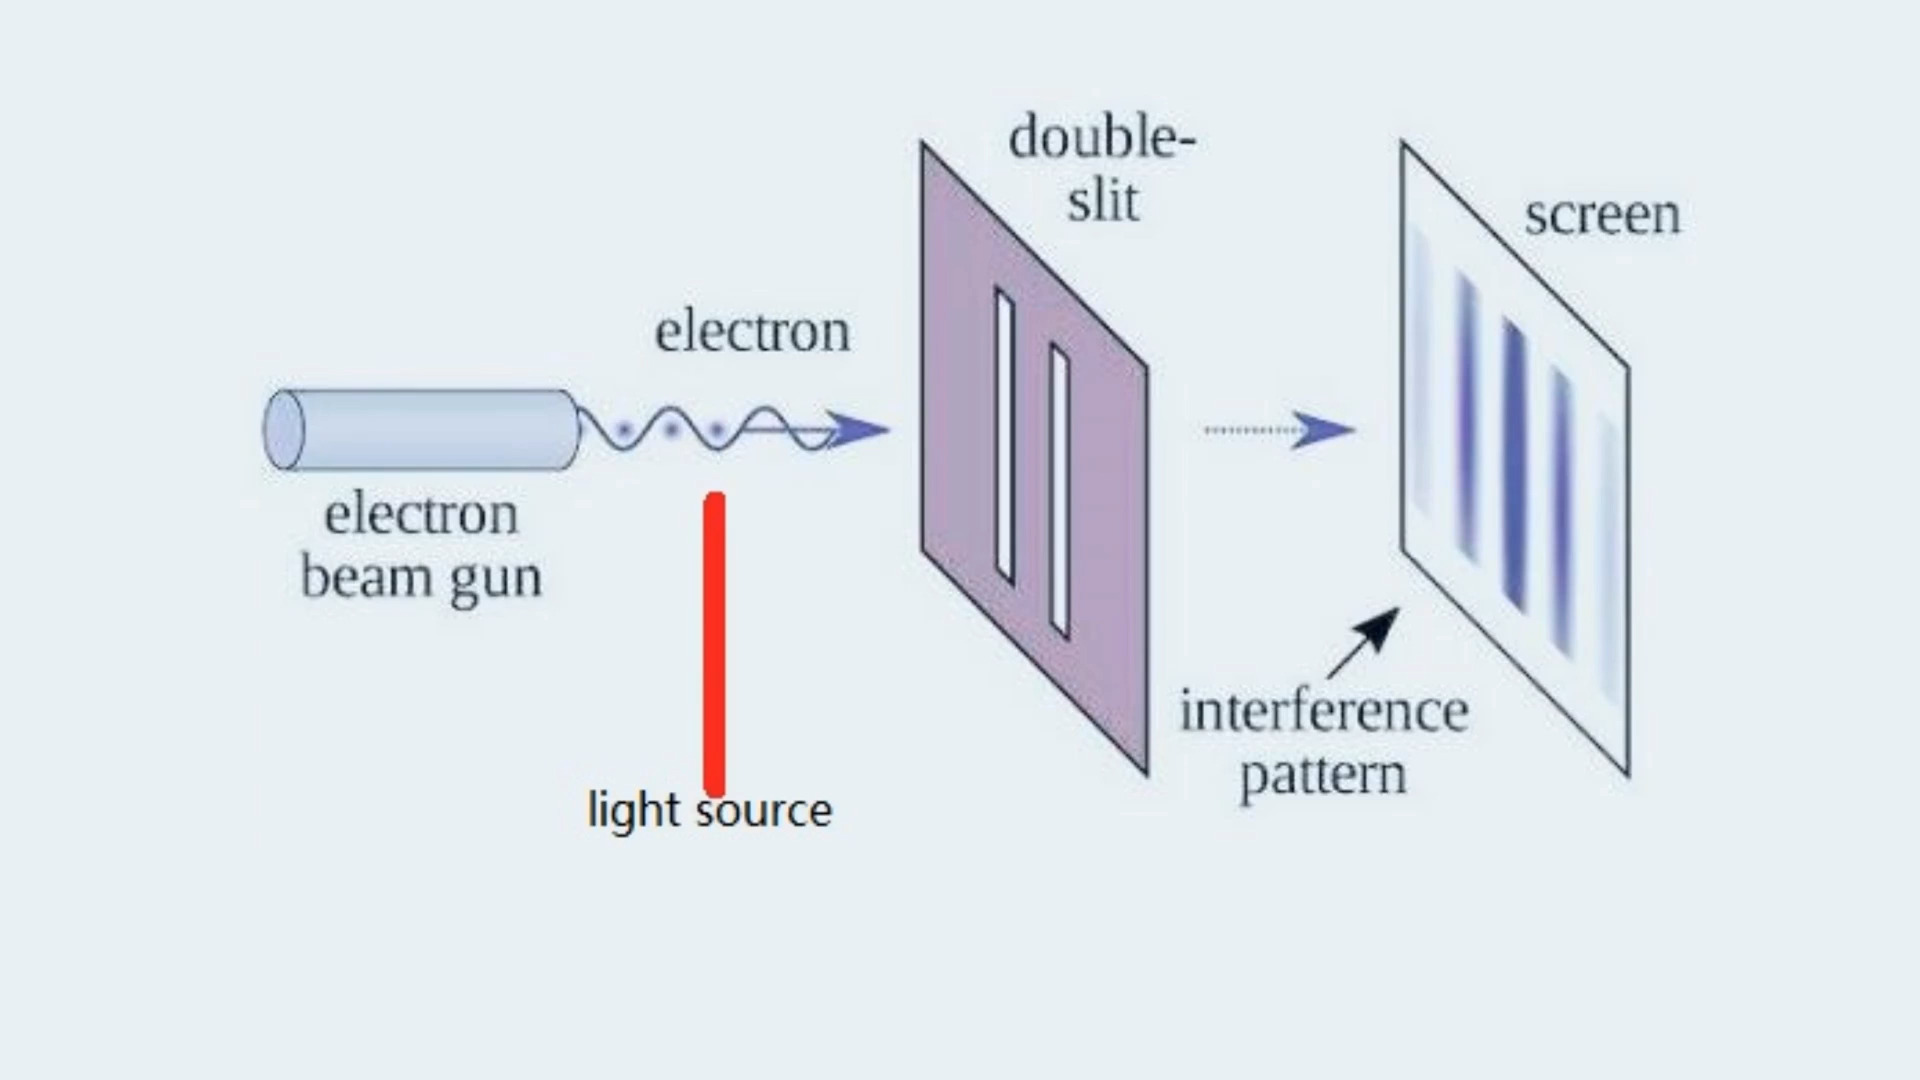 double-
slit
screen
electron
electron
beam gun
interference
pattern
light source